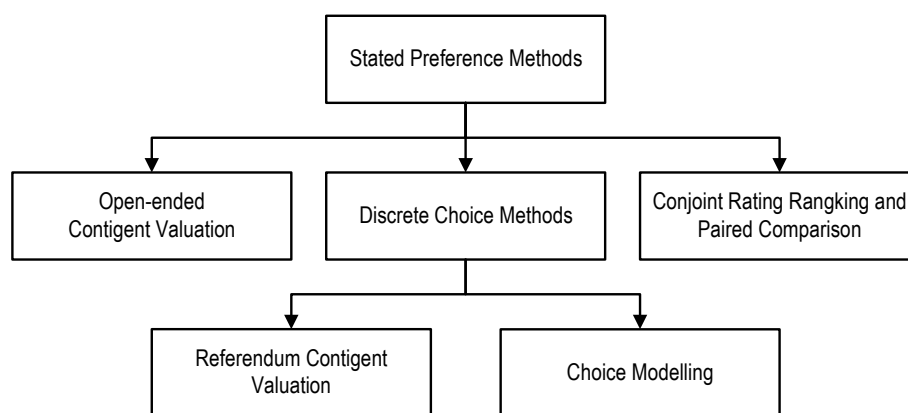 Stated Preference Methods
Open-ended
Contigent Valuation
Discrete Choice Methods
Conjoint Rating Rangking and
Paired Comparison
Referendum Contigent
Valuation
Choice Modelling